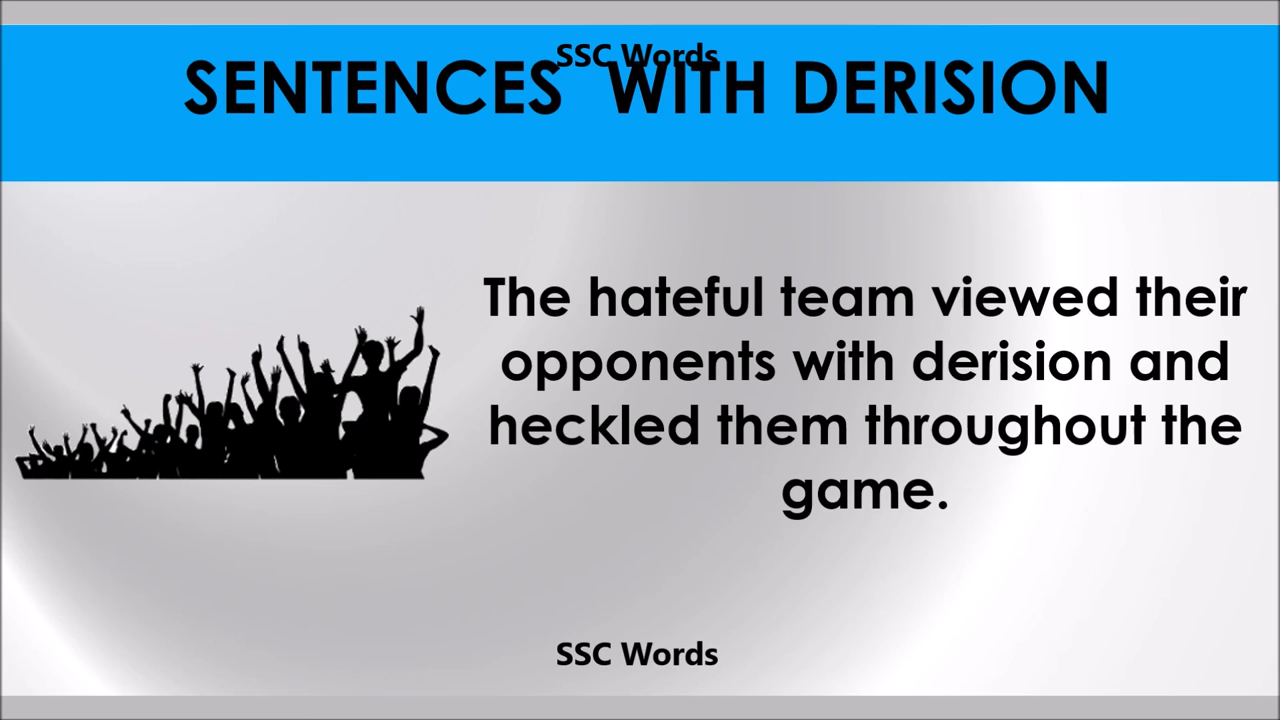 SSC Words
SENTENCES WITH DERISION
The hateful team viewed their
opponents with derision and
heckled them throughout the
game.
SSC Words